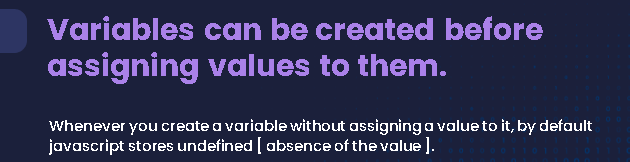 Variables can be created before
assigning values to them.
Whenever you create a variable without assigning a value to it, by default
javascript stores undefined [ absence of the value ].